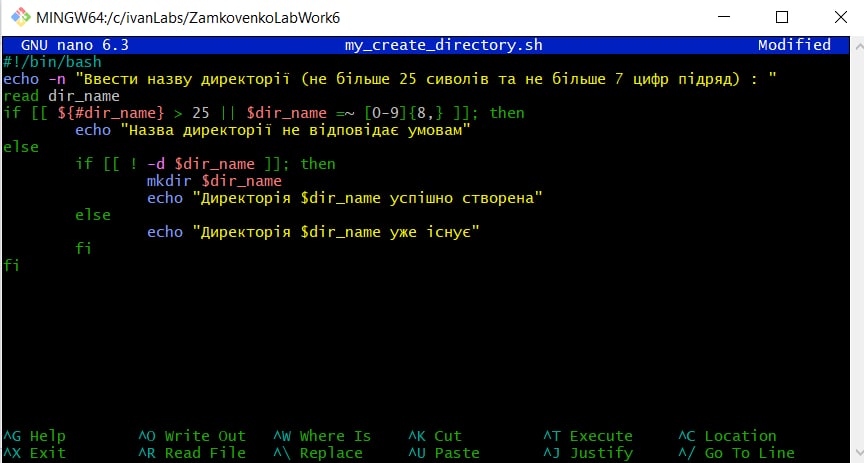 MINGW64:/c/ivanLabs/ZamkovenkoLabWork6
GNU nano 6.3 my_create_directory.sh Modified
#!/bin/bash
echo -n "Ввести назву директорії (не більше 25 сиволів та не більше 7 цифр підряд) : "
read dir_name
if [[ ${#dir_name} > 25 || $dir_name =~ [0-9]{8,} ]]; then
echo "Назва директорії не відповідає умовам"
else
if [[ ! -d $dir_name ]]; then
mkdir $dir_name
echo "Директорія $dir_name успішно створена"
else
echo "Директорія $dir_name уже існує"
fi
fi
^G Help ^O Write Out ^W Where Is ^K Cut ^T Execute ^C Location
^X Exit ^R Read File ^\ Replace ^U Paste ^J Justify ^/ Go To Line